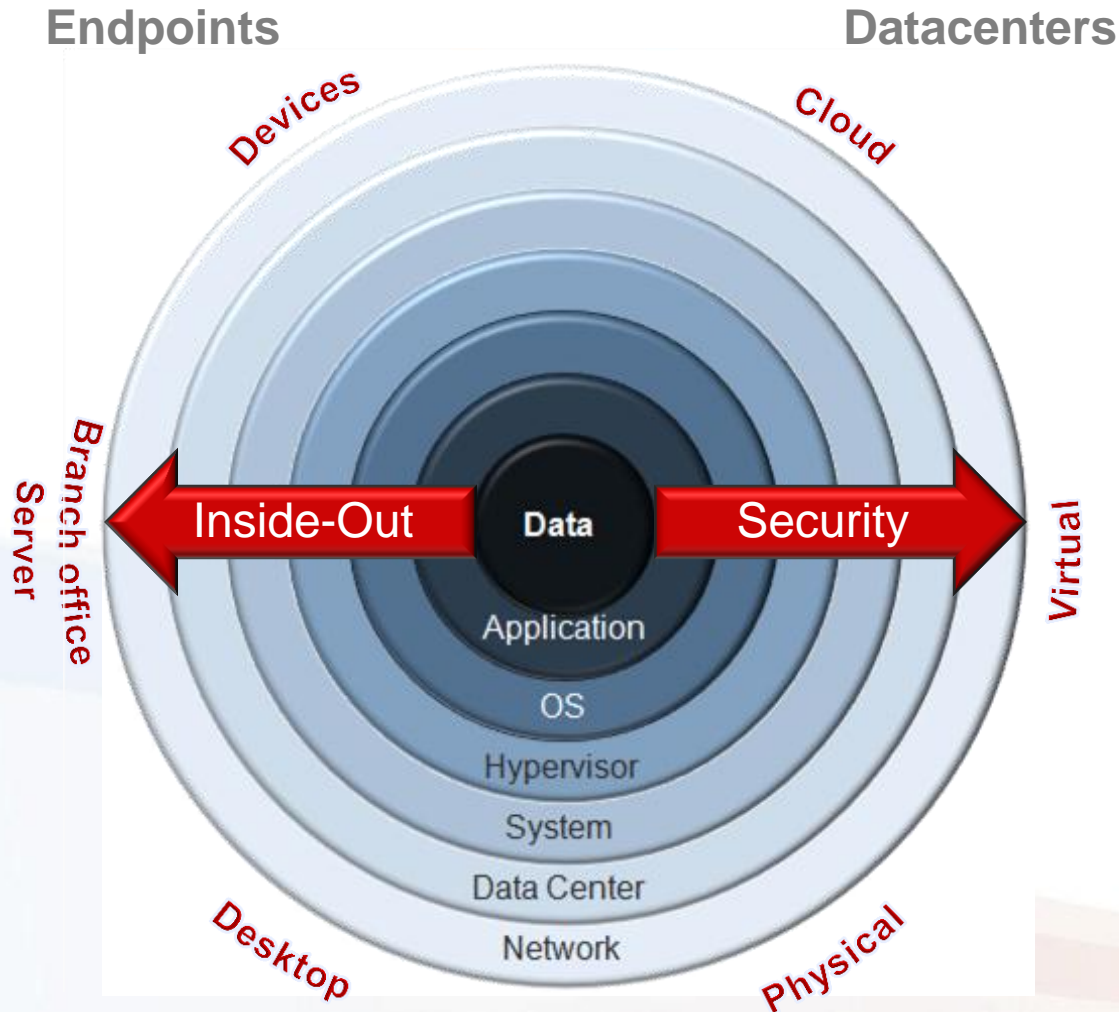 Endpoints
Datacenters
Devices
Cloud
Branch office
Server
Inside-Out
Data
Security
Virtual
Application
OS
Hypervisor
System
Data Center
Network
Desktop
Physical